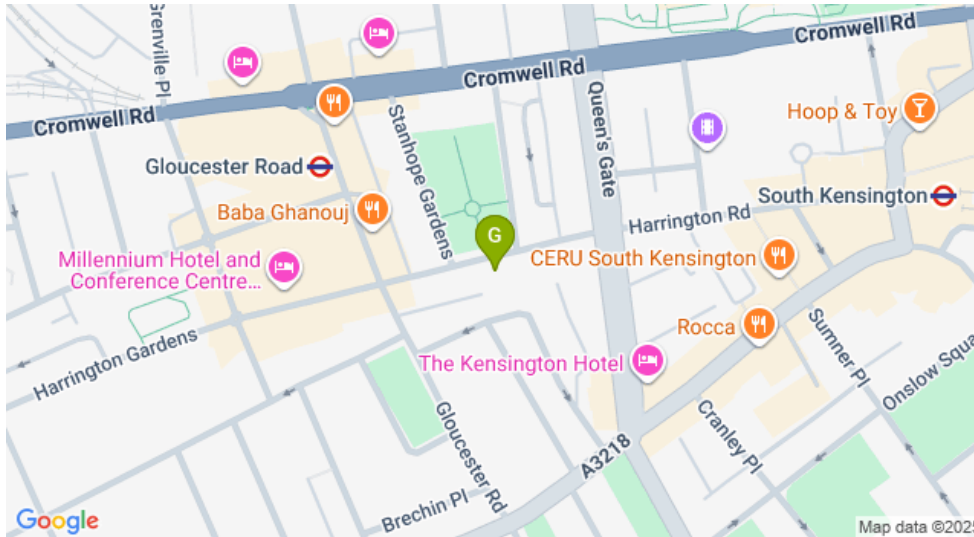 Grenville Pl
Cromwell Rd
Cromwell Rd
Cromwell Rd
Hoop & Toy
Stanhope Gardens
Queen's Gate
Gloucester Road
South Kensington
Baba Ghanouj
Harrington Rd
G
Millennium Hotel and
Conference Centre...
CERU South Kensington
Rocca
Harrington Gardens
The Kensington Hotel
Sumner Pl
Onslow Squa
Gloucester Rd
Cranley Pl
A3218
Brechin Pl
Google
Map data ©2025